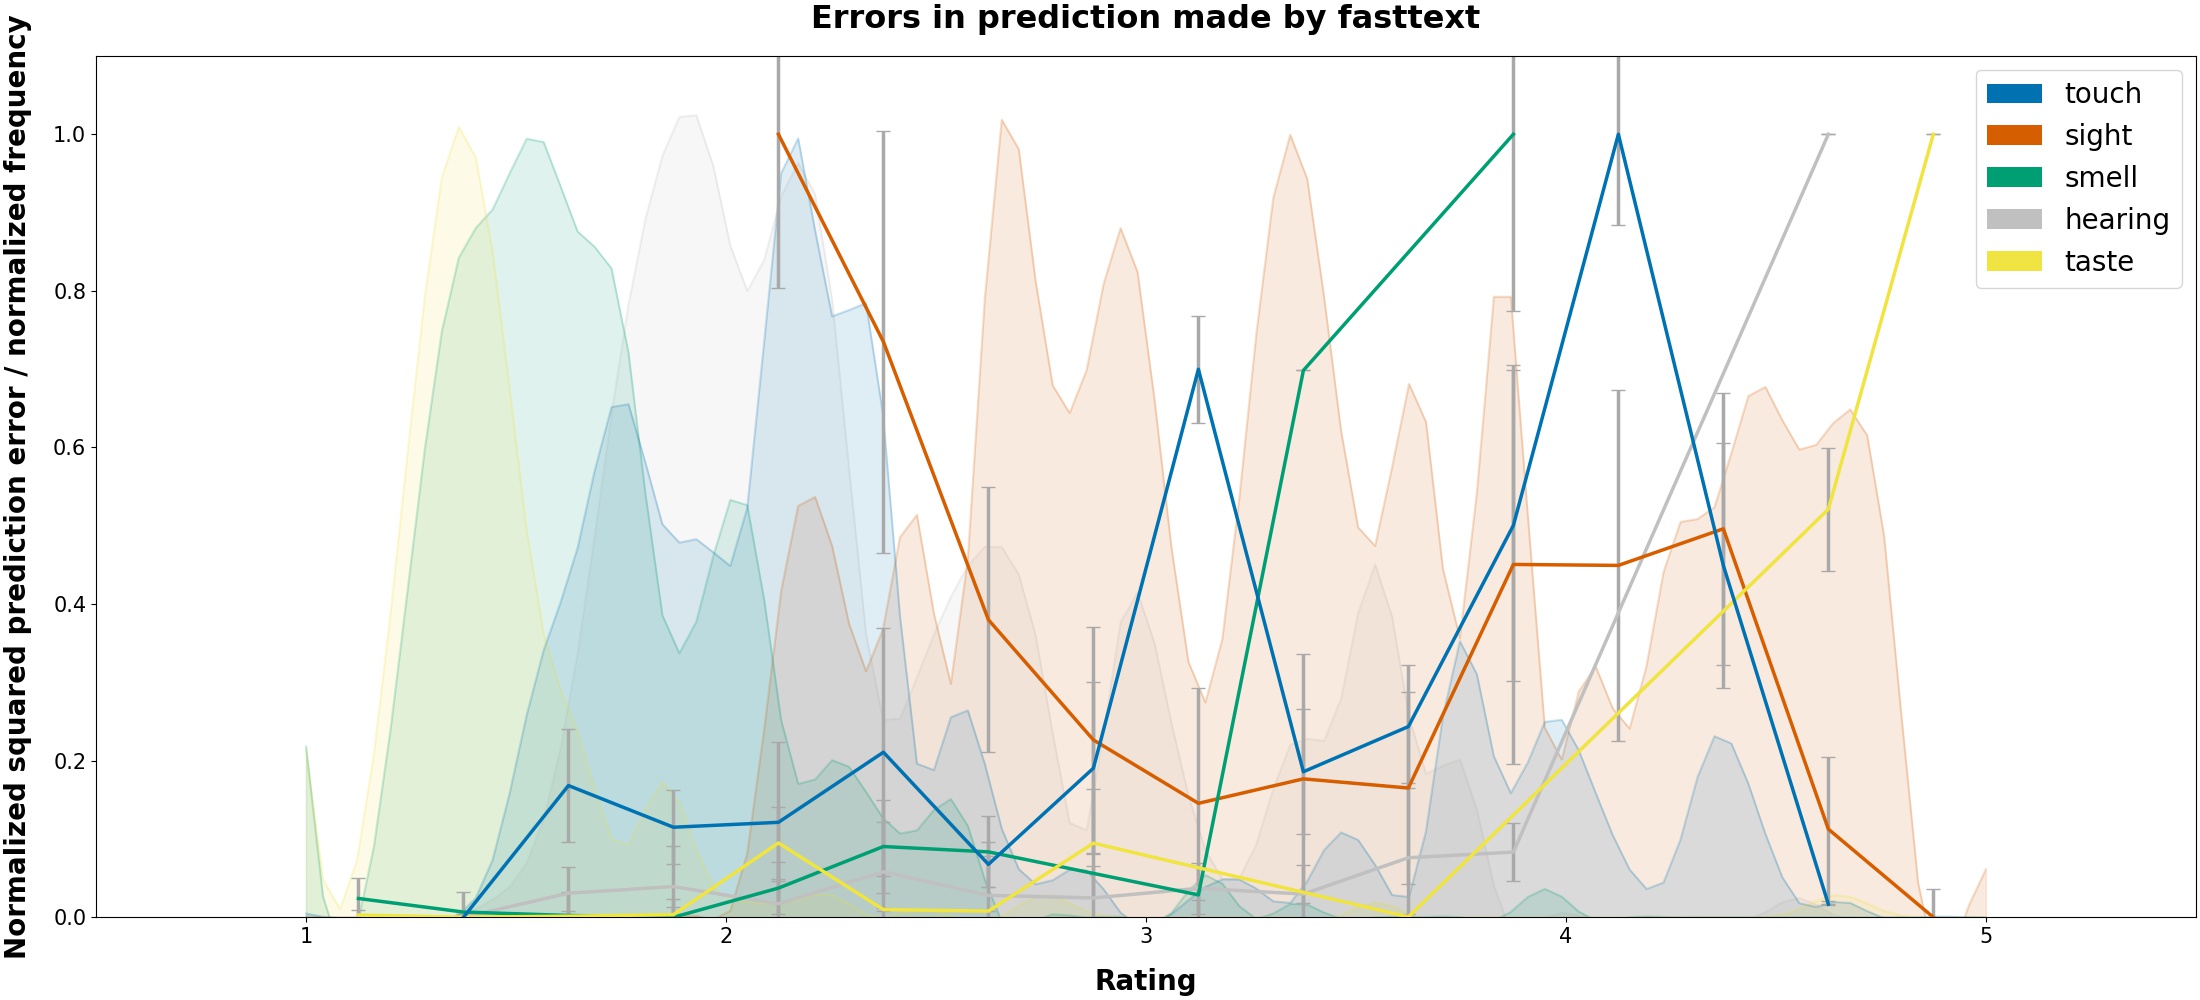 Errors in prediction made by fasttext
Normalized squared prediction error / normalized frequency
1.0
0.8
0.6
0.4
0.2
0.0
1 2 3 4 5
Rating
touch
sight
smell
hearing
taste